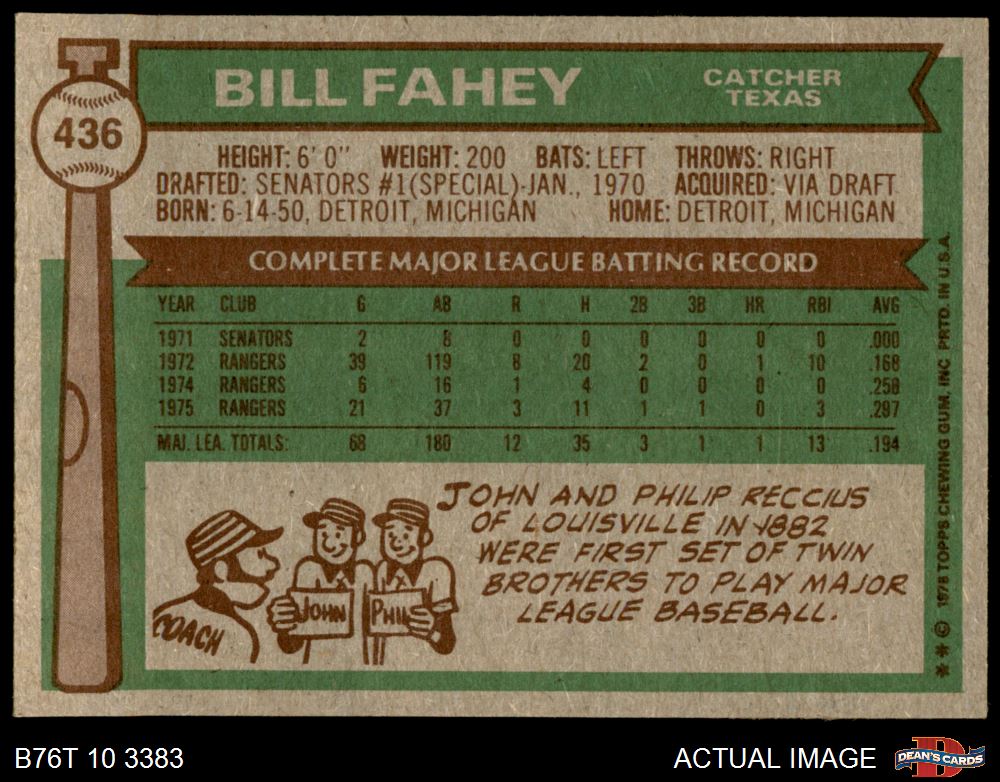 436
BILL FAHEY
CATCHER
TEXAS
HEIGHT: 6' 0" WEIGHT: 200 BATS: LEFT THROWS: RIGHT
DRAFTED: SENATORS #1(SPECIAL)-JAN., 1970 ACQUIRED: VIA DRAFT
BORN: 6-14-50, DETROIT, MICHIGAN HOME: DETROIT, MICHIGAN
COMPLETE MAJOR LEAGUE BATTING RECORD
YEAR CLUB G AB R H 2B 3B HR RBI AVG
1971 SENATORS 2 8 0 0 0 0 0 0 .000
1972 RANGERS 39 119 8 20 2 0 1 10 .168
1974 RANGERS 6 16 1 4 0 0 0 0 .250
1975 RANGERS 21 37 3 11 1 1 0 3 .297
MAJ. LEA. TOTALS: 68 180 12 35 3 1 1 13 .194
JOHN AND PHILIP RECCIUS
OF LOUISVILLE IN 1882
WERE FIRST SET OF TWIN
BROTHERS TO PLAY MAJOR
LEAGUE BASEBALL.
COACH
JOHN
PHIL
* * © 1976 TOPPS CHEWING GUM, INC. PRTD. IN U.S.A.
B76T 10 3383
ACTUAL IMAGE
D
DEAN'S CARDS